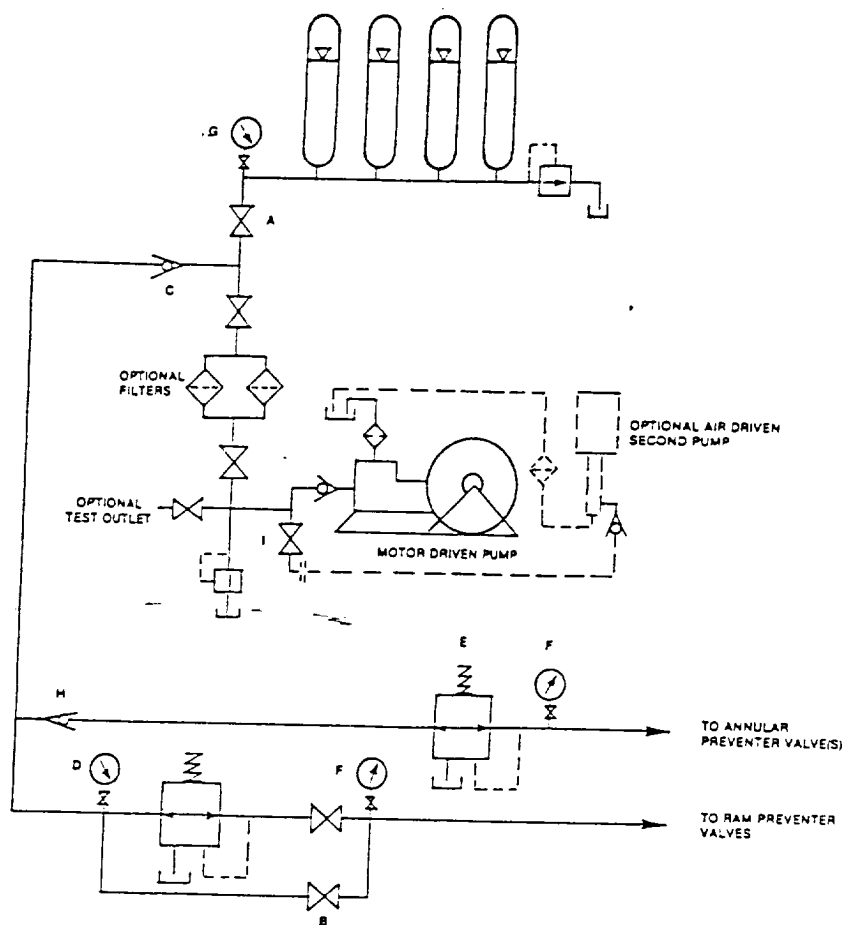 G
A
C
OPTIONAL
FILTERS
OPTIONAL AIR DRIVEN
SECOND PUMP
OPTIONAL
TEST OUTLET
I
MOTOR DRIVEN PUMP
E
F
H
TO ANNULAR
PREVENTER VALVE(S)
D
F
TO RAM PREVENTER
VALVES
B